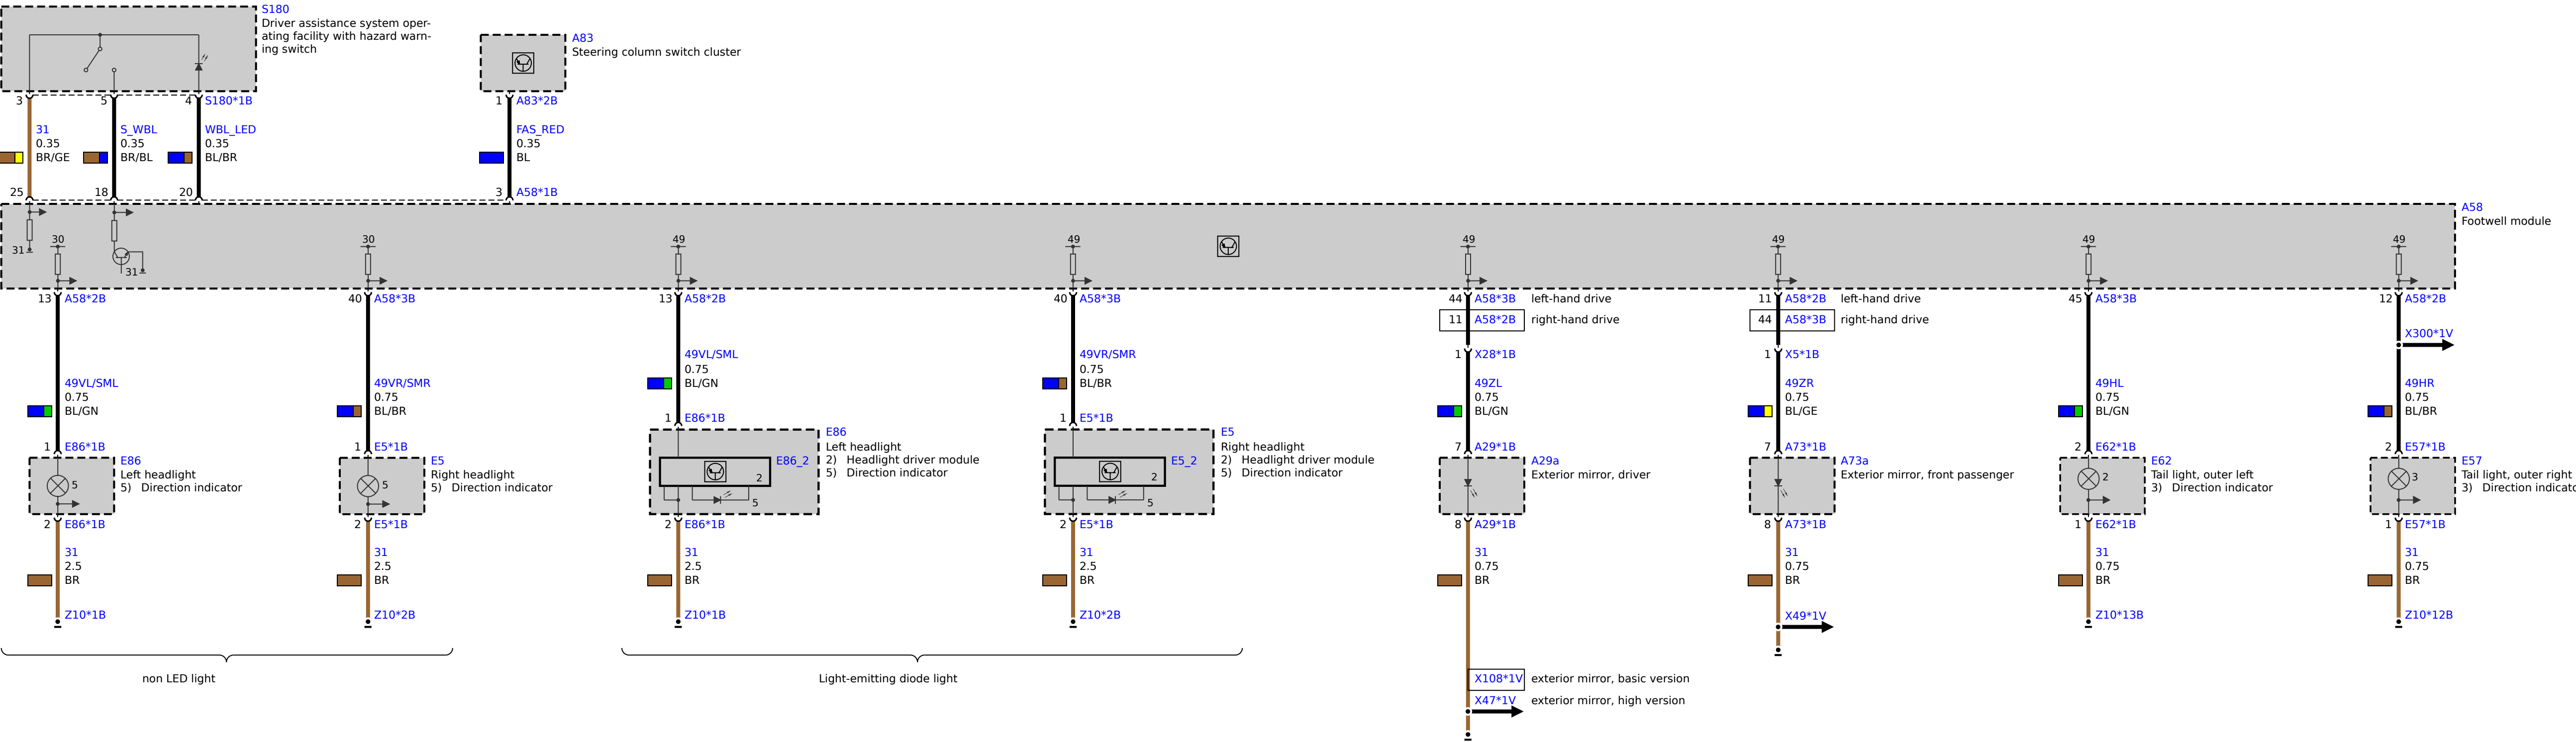 S180
Driver assistance system oper-
ating facility with hazard warn-
ing switch
A83
Steering column switch cluster
3 5 4 S180*1B 1 A83*2B
31 S_WBL WBL_LED FAS_RED
0.35 0.35 0.35 0.35
BR/GE BR/BL BL/BR BL
25 18 20 3 A58*1B
A58
Footwell module
30 30 49 49 49 49 49 49
31 31
13 A58*2B 40 A58*3B 13 A58*2B 40 A58*3B 44 A58*3B left-hand drive 11 A58*2B left-hand drive 45 A58*3B 12 A58*2B
11 A58*2B right-hand drive 44 A58*3B right-hand drive
X300*1V
49VL/SML 49VR/SMR 1 X28*1B 1 X5*1B
0.75 0.75
49VL/SML 49VR/SMR BL/GN BL/BR 49ZL 49ZR 49HL 49HR
0.75 0.75 0.75 0.75 0.75 0.75
BL/GN BL/BR BL/GN BL/GE BL/GN BL/BR
1 E86*1B 1 E5*1B
1 E86*1B 1 E5*1B 7 A29*1B 7 A73*1B 2 E62*1B 2 E57*1B
E86
Left headlight
5) Direction indicator
5
E5
Right headlight
5) Direction indicator
5
E86
Left headlight
2) Headlight driver module
5) Direction indicator
E86_2
2
5
E5
Right headlight
2) Headlight driver module
5) Direction indicator
E5_2
2
5
A29a
Exterior mirror, driver
A73a
Exterior mirror, front passenger
E62
Tail light, outer left
3) Direction indicator
2
E57
Tail light, outer right
3) Direction indicato
3
2 E86*1B 2 E5*1B 2 E86*1B 2 E5*1B 8 A29*1B 8 A73*1B 1 E62*1B 1 E57*1B
31 31 31 31 31 31 31 31
2.5 2.5 2.5 2.5 0.75 0.75 0.75 0.75
BR BR BR BR BR BR BR BR
Z10*1B Z10*2B Z10*1B Z10*2B X49*1V Z10*13B Z10*12B
non LED light Light-emitting diode light
X108*1V exterior mirror, basic version
X47*1V exterior mirror, high version